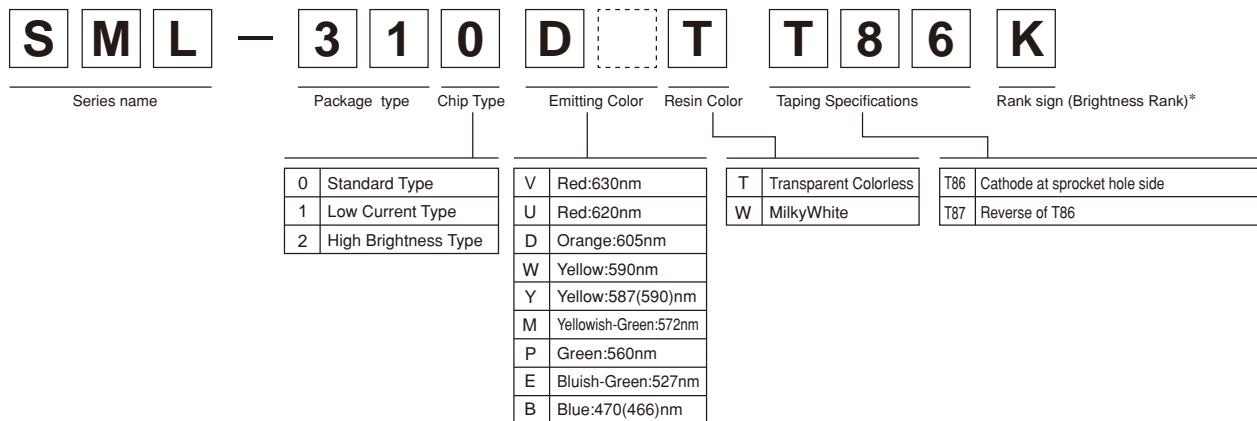 S M L — 3 1 0 D T T 8 6 K
Series name Package type Chip Type Emitting Color Resin Color Taping Specifications Rank sign (Brightness Rank)*
0 Standard Type
1 Low Current Type
2 High Brightness Type
V Red:630nm
U Red:620nm
D Orange:605nm
W Yellow:590nm
Y Yellow:587(590)nm
M Yellowish-Green:572nm
P Green:560nm
E Bluish-Green:527nm
B Blue:470(466)nm
T Transparent Colorless
W MilkyWhite
T86 Cathode at sprocket hole side
T87 Reverse of T86